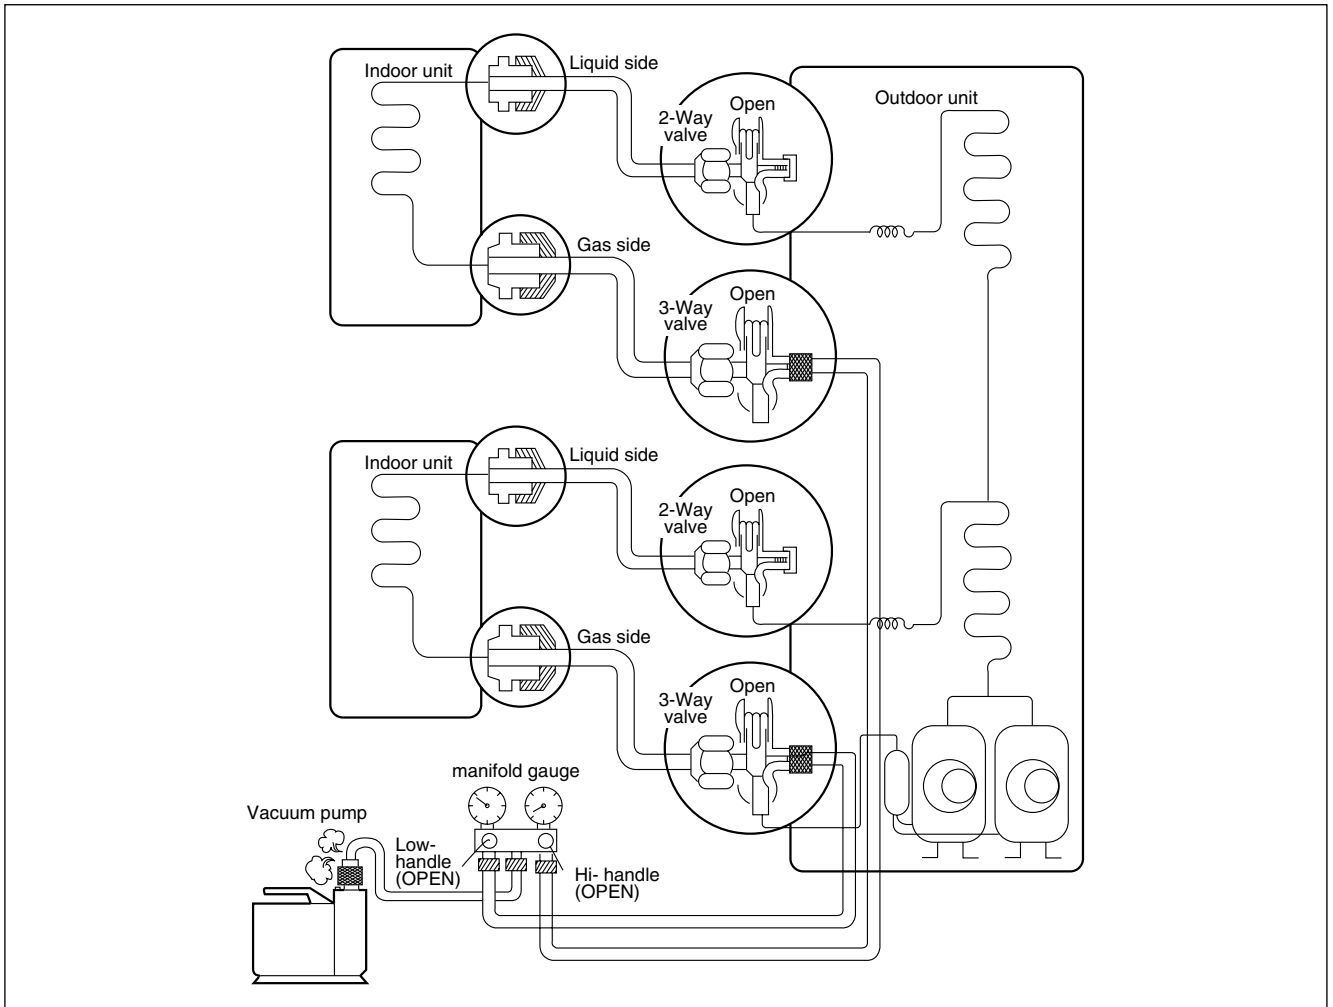 Indoor unit
Liquid side
2-Way
valve
Open
Outdoor unit
Gas side
3-Way
valve
Open
Indoor unit
Liquid side
2-Way
valve
Open
Gas side
3-Way
valve
Open
manifold gauge
Vacuum pump
Low-
handle
(OPEN)
Hi- handle
(OPEN)